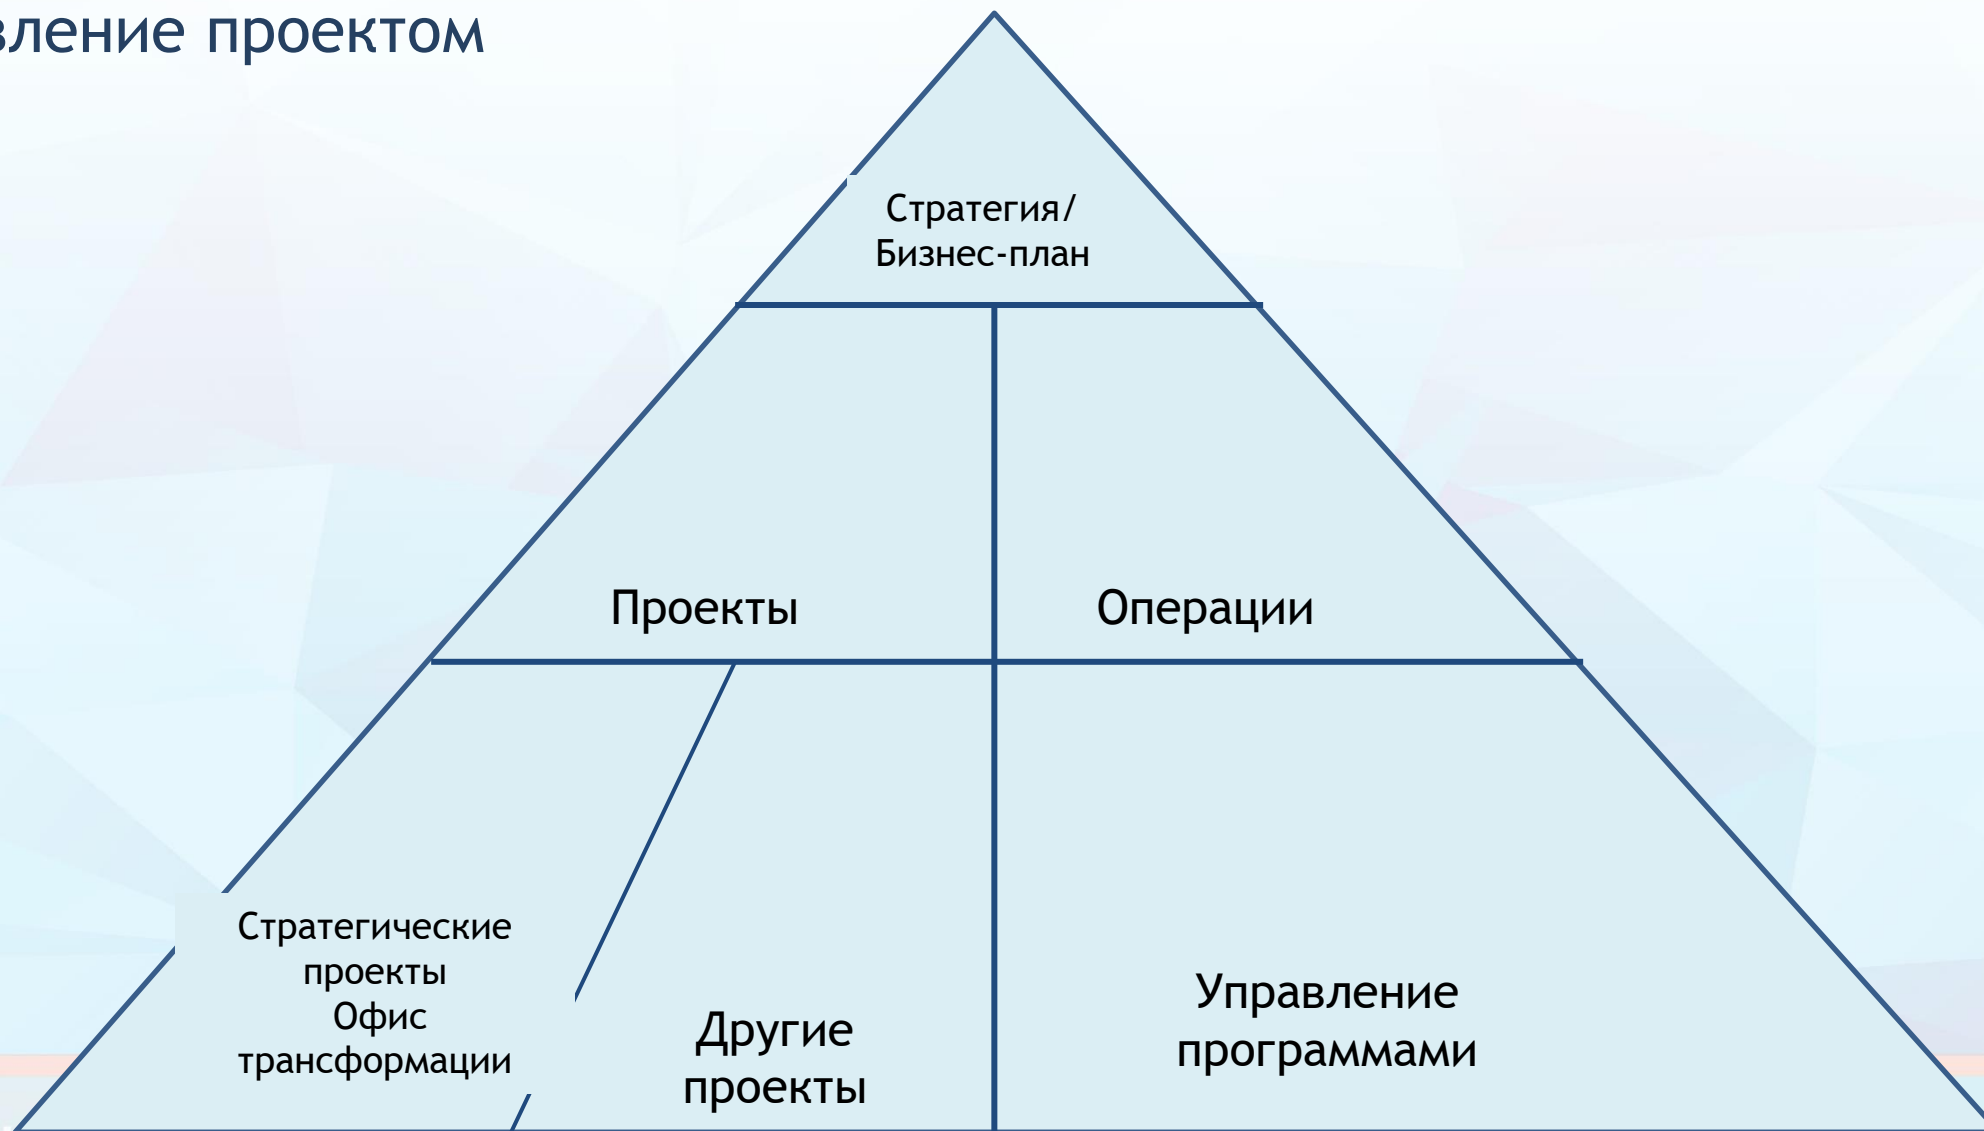 вление проектом
Стратегия/
Бизнес-план
Проекты
Операции
Стратегические
проекты
Офис
трансформации
Другие
проекты
Управление
программами